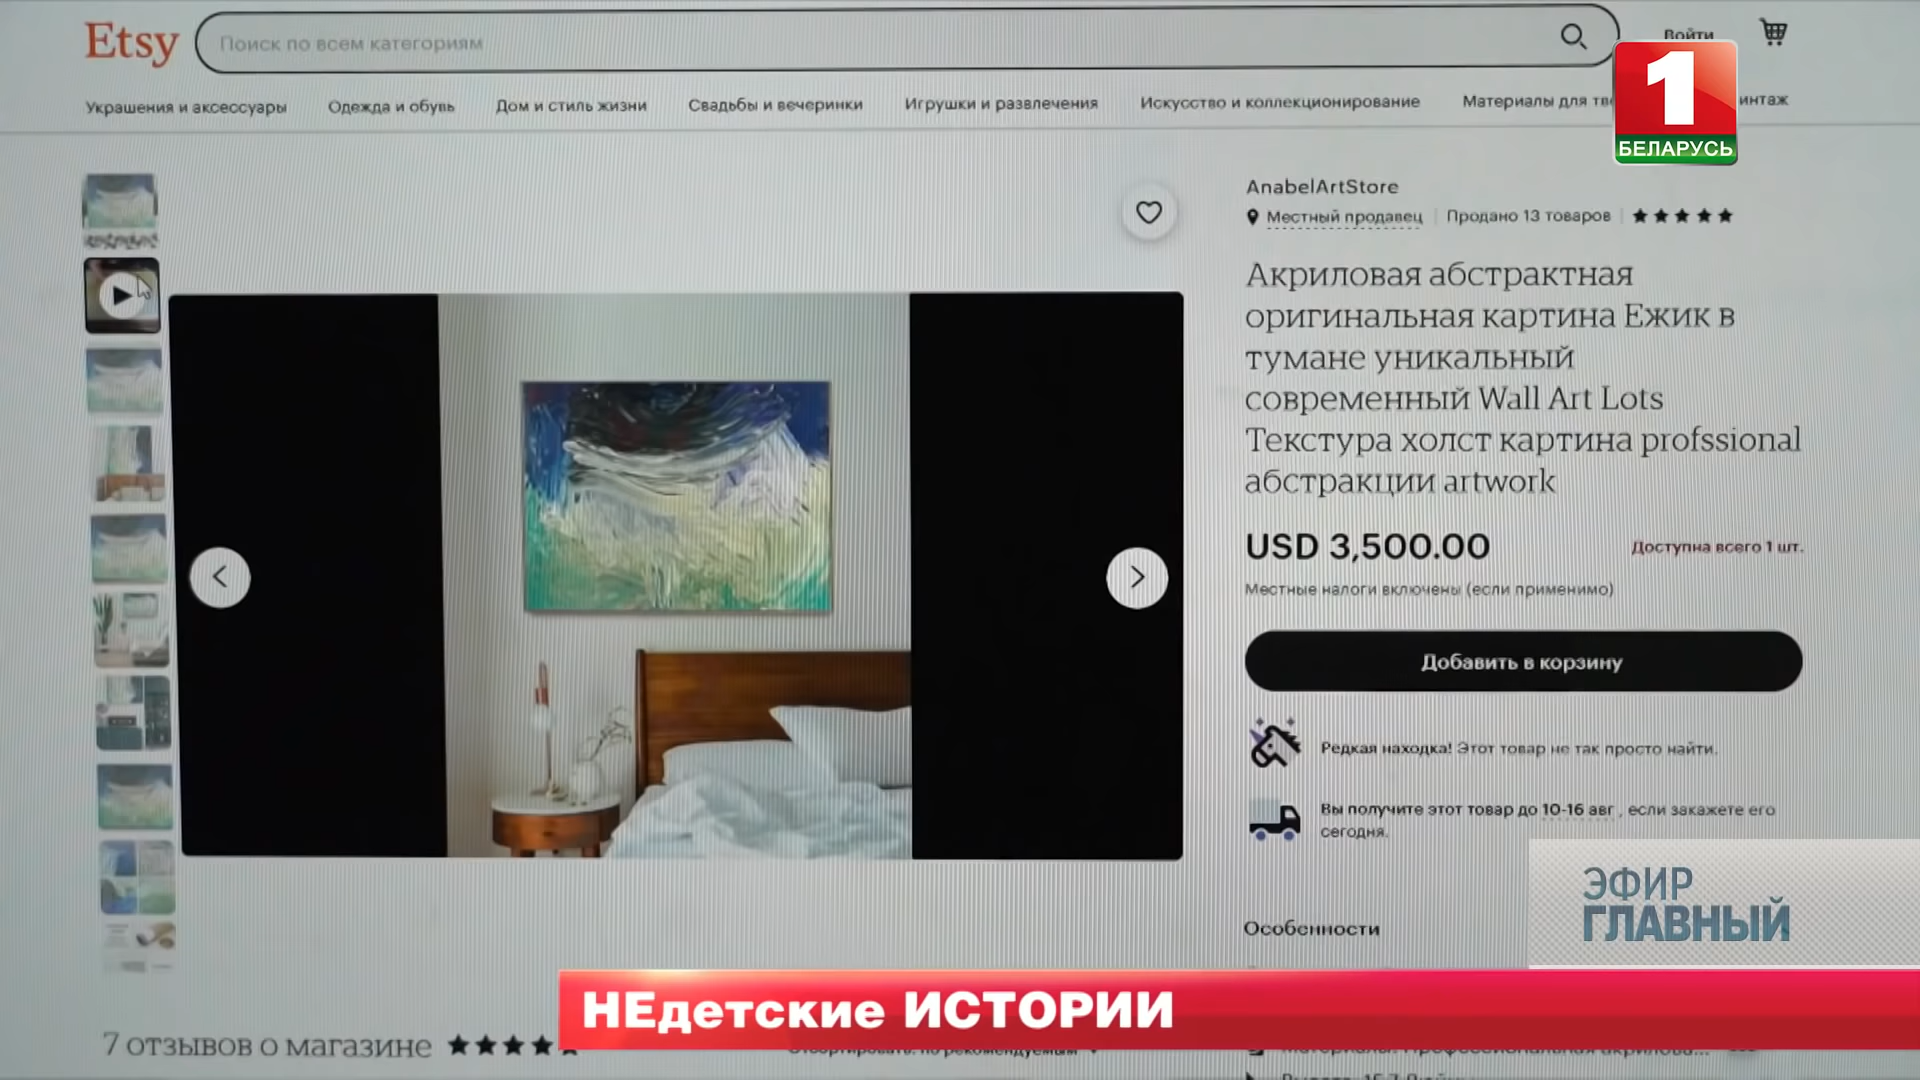 Etsy
Поиск по всем категориям
Войти
Украшения и аксессуары
Одежда и обувь
Дом и стиль жизни
Свадьбы и вечеринки
Игрушки и развлечения
Искусство и коллекционирование
Материалы для
1
БЕЛАРУСЬ
AnabelArtStore
Местный продавец
Продано 13 товаров
Акриловая абстрактная
оригинальная картина Ежик в
тумане уникальный
современный Wall Art Lots
Текстура холст картина profssional
абстракции artwork
USD 3,500.00
Доступна всего 1 шт.
Местные налоги включены (если применимо)
Добавить в корзину
Редкая находка! Этот товар не так просто найти.
Вы получите этот товар до 10-16 авг , если закажете его
сегодня.
Особенности
ЭФИР
ГЛАВНЫЙ
НЕдетские ИСТОРИИ
7 отзывов о магазине